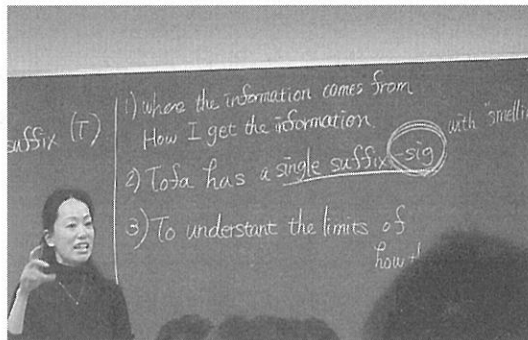 suffix (T)
1) where the information comes from
How I get the information
2) Tofa has a single suffix -sig with "smelli
3) To understant the limits of
how